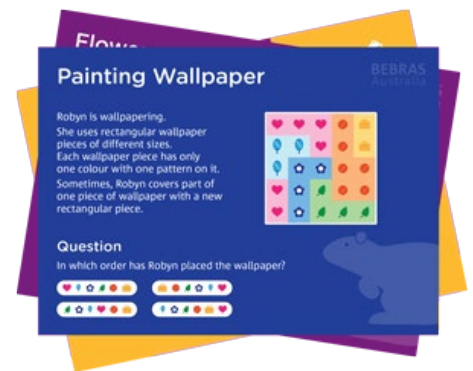 Flow
BEBRAS
Australia
Painting Wallpaper
Robyn is wallpapering.
She uses rectangular wallpaper
pieces of different sizes.
Each wallpaper piece has only
one colour with one pattern on it.
Sometimes, Robyn covers part of
one piece of wallpaper with a new
rectangular piece.
Question
In which order has Robyn placed the wallpaper?